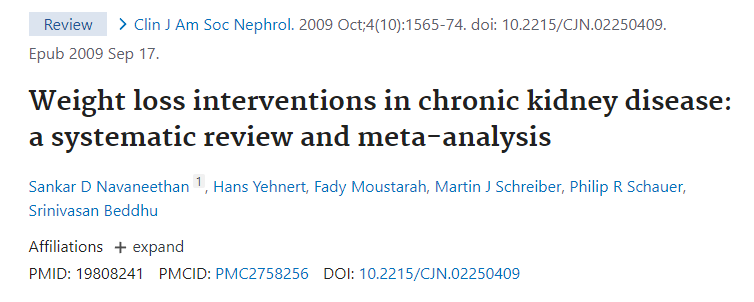 Review > Clin J Am Soc Nephrol. 2009 Oct;4(10):1565-74. doi: 10.2215/CJN.02250409.
Epub 2009 Sep 17.
Weight loss interventions in chronic kidney disease:
a systematic review and meta-analysis
Sankar D Navaneethan 1, Hans Yehnert, Fady Moustarah, Martin J Schreiber, Philip R Schauer,
Srinivasan Beddhu
Affiliations + expand
PMID: 19808241 PMCID: PMC2758256 DOI: 10.2215/CJN.02250409